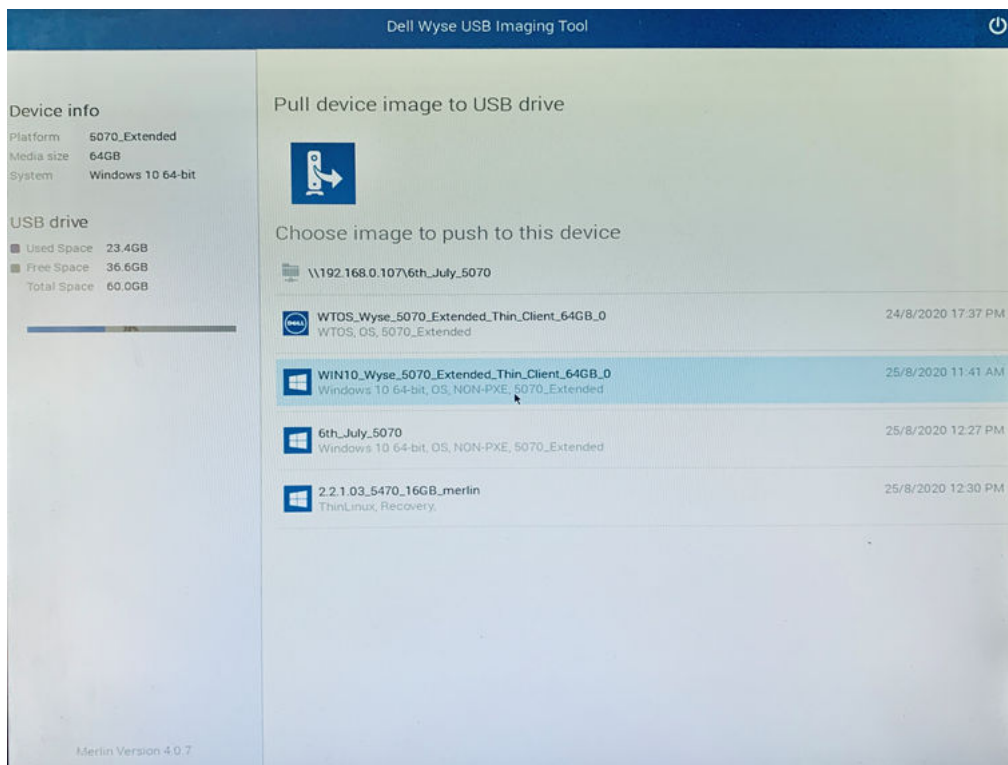 Dell Wyse USB Imaging Tool
Device info
Platform 5070_Extended
Media size 64GB
System Windows 10 64-bit
USB drive
Used Space 23.4GB
Free Space 36.6GB
Total Space 60.0GB
Pull device image to USB drive
Choose image to push to this device
\\192.168.0.107\6th_July_5070
DELL
WTOS_Wyse_5070_Extended_Thin_Client_64GB_0 24/8/2020 17:37 PM
WTOS, OS, 5070_Extended
WIN10_Wyse_5070_Extended_Thin_Client_64GB_0 25/8/2020 11:41 AM
Windows 10 64-bit, OS, NON-PXE, 5070_Extended
6th_July_5070 25/8/2020 12:27 PM
Windows 10 64-bit, OS, NON-PXE, 5070_Extended
2.2.1.03_5470_16GB_merlin 25/8/2020 12:30 PM
ThinLinux, Recovery,
Merlin Version 4.0.7